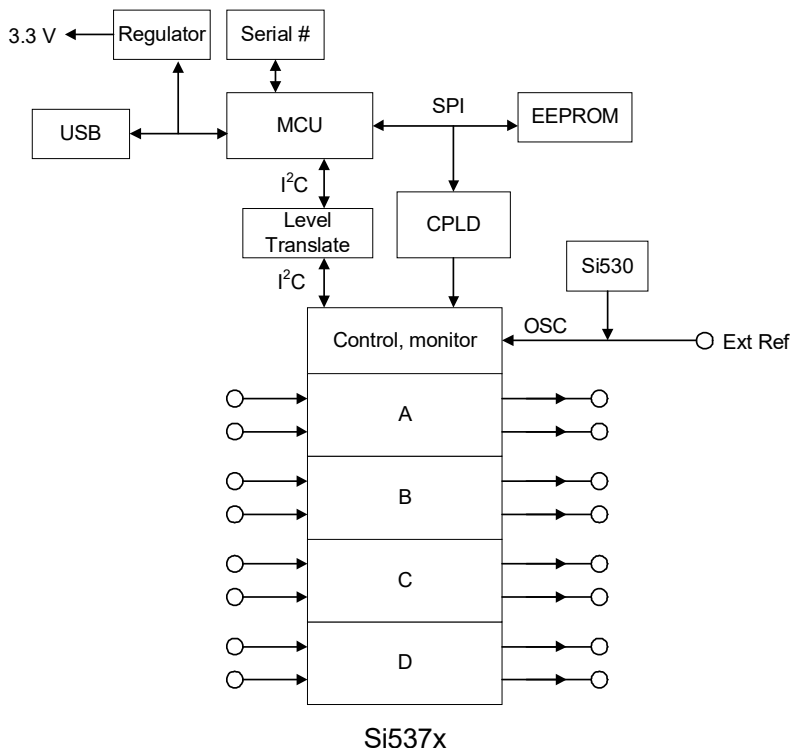 3.3 V
Regulator
Serial #
USB
MCU
SPI
EEPROM
I²C
Level
Translate
CPLD
I²C
Si530
Control, monitor
OSC
Ext Ref
A
B
C
D
Si537x